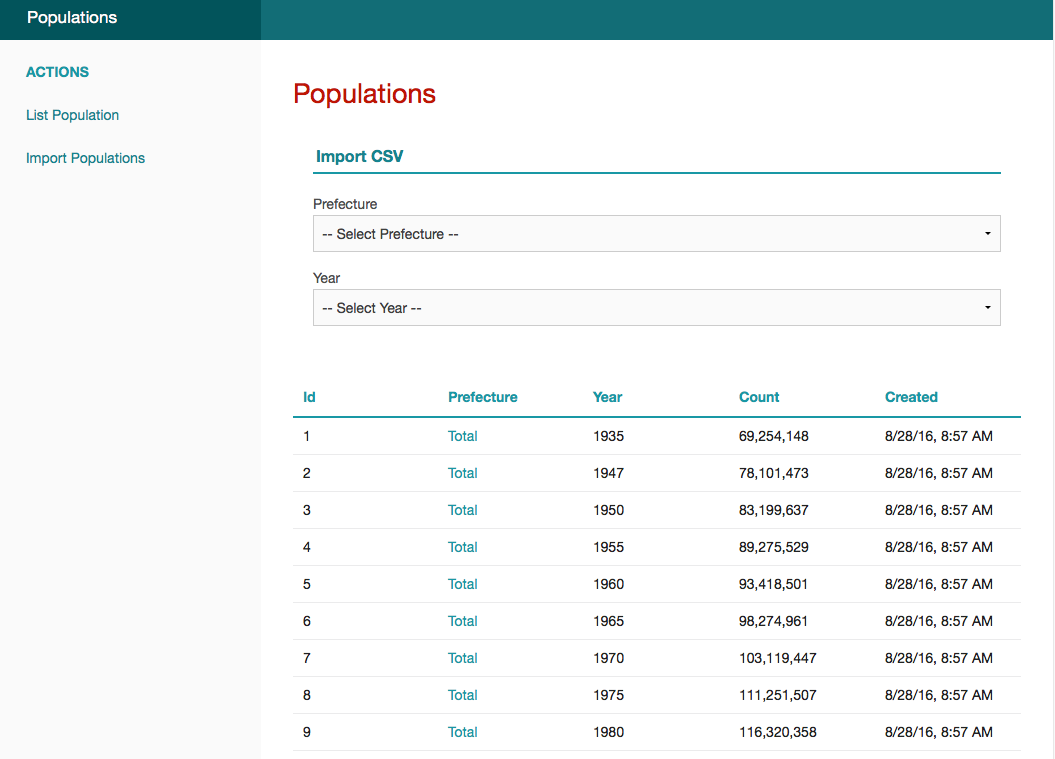 Populations
ACTIONS
List Population
Import Populations
Populations
Import CSV
Prefecture
-- Select Prefecture --
Year
-- Select Year --
Id Prefecture Year Count Created
1 Total 1935 69,254,148 8/28/16, 8:57 AM
2 Total 1947 78,101,473 8/28/16, 8:57 AM
3 Total 1950 83,199,637 8/28/16, 8:57 AM
4 Total 1955 89,275,529 8/28/16, 8:57 AM
5 Total 1960 93,418,501 8/28/16, 8:57 AM
6 Total 1965 98,274,961 8/28/16, 8:57 AM
7 Total 1970 103,119,447 8/28/16, 8:57 AM
8 Total 1975 111,251,507 8/28/16, 8:57 AM
9 Total 1980 116,320,358 8/28/16, 8:57 AM